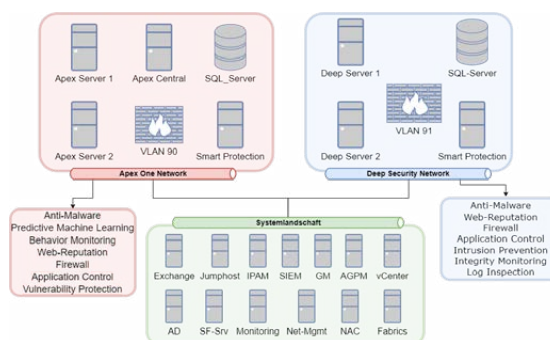 Apex Server 1
Apex Central
SQL_Server
Apex Server 2
VLAN 90
Smart Protection
Apex One Network
Deep Server 1
SQL-Server
VLAN 91
Deep Server 2
Smart Protection
Deep Security Network
Anti-Malware
Predictive Machine Learning
Behavior Monitoring
Web-Reputation
Firewall
Application Control
Vulnerability Protection
Systemlandschaft
Exchange
Jumphost
IPAM
SIEM
GM
AGPM
vCenter
AD
SF-Srv
Monitoring
Net-Mgmt
NAC
Fabrics
Anti-Malware
Web-Reputation
Firewall
Application Control
Intrusion Prevention
Integrity Monitoring
Log Inspection